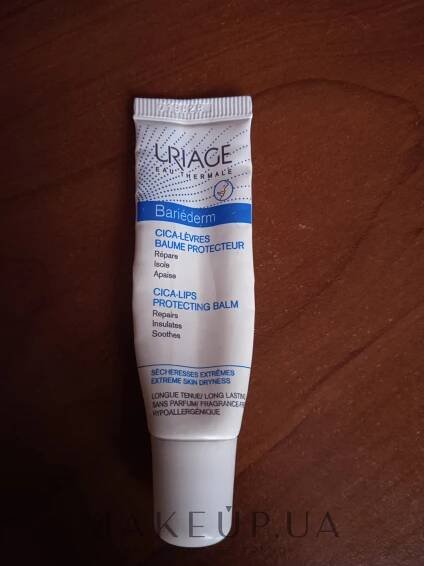 URIAGE
EAU THERMALE
Bariéderm
CICA-LÈVRES
BAUME PROTECTEUR
Répare
Isole
Apaise
CICA-LIPS
PROTECTING BALM
Repairs
Insulates
Soothes
SÉCHERESSES EXTRÊMES
EXTREME SKIN DRYNESS
LONGUE TENUE/ LONG LASTING
SANS PARFUM/ FRAGRANCE-FR
HYPOALLERGÉNIQUE
MAKEUP.UA